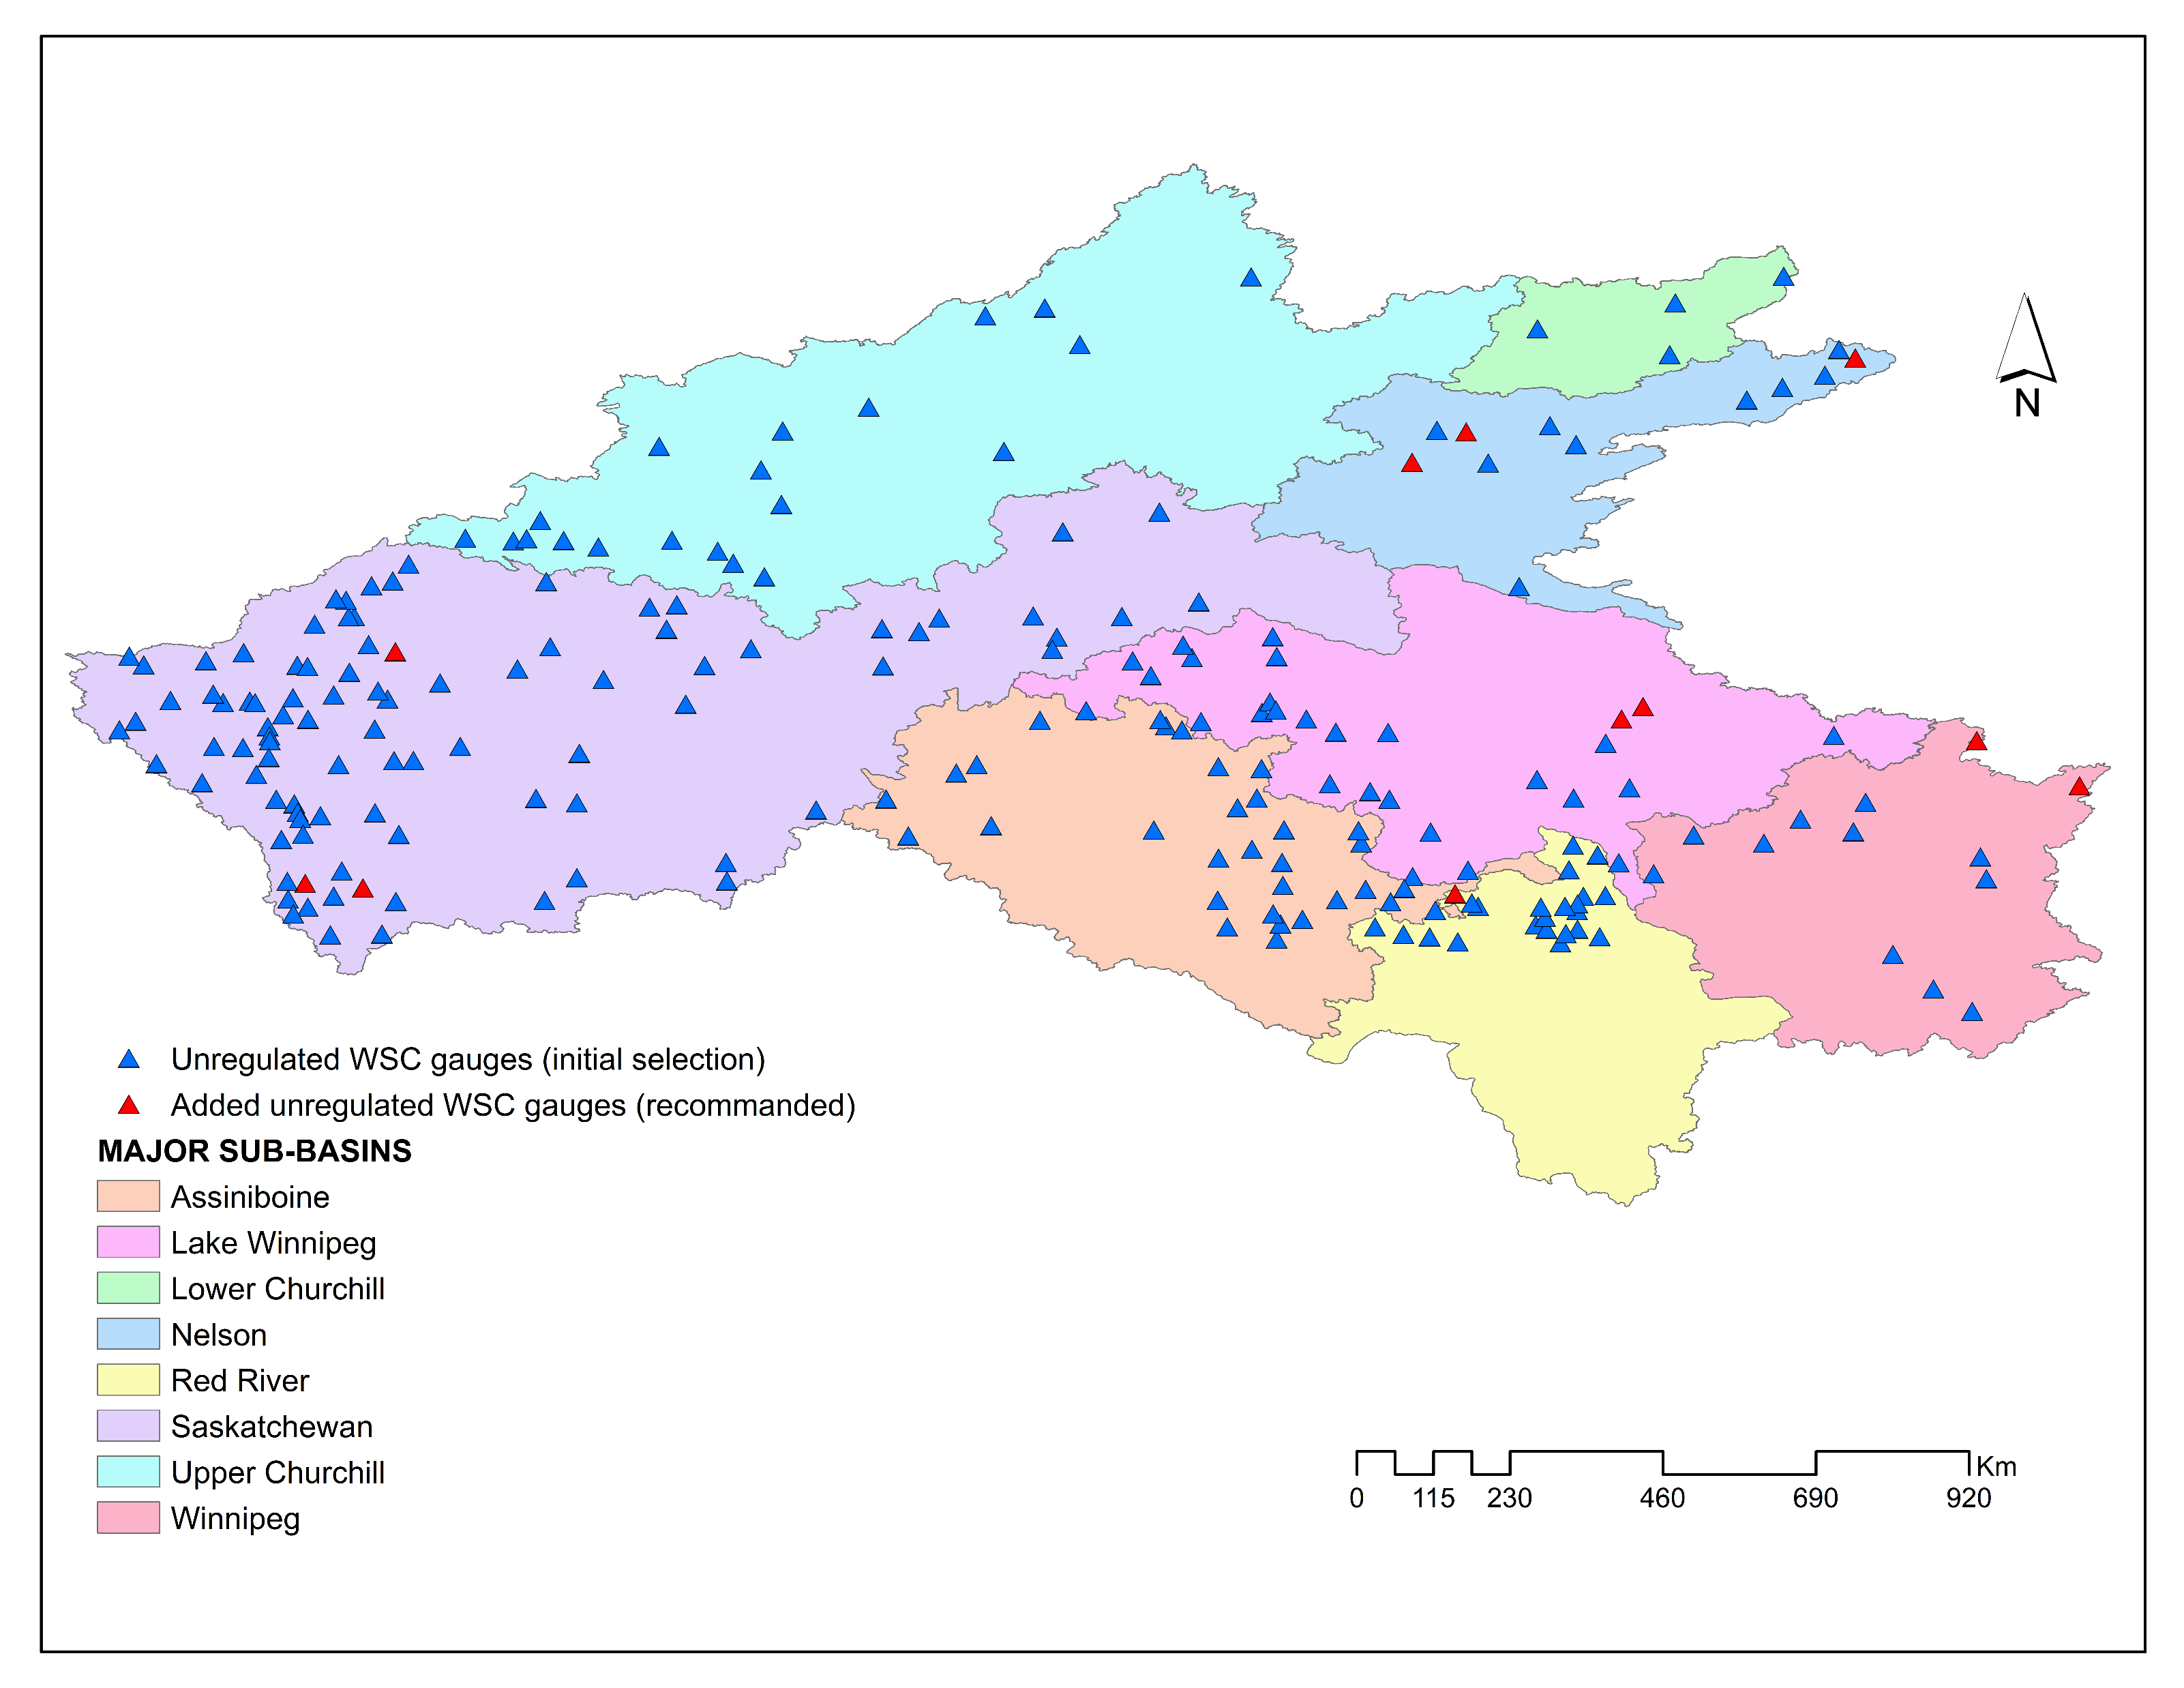 N
Unregulated WSC gauges (initial selection)
Added unregulated WSC gauges (recommanded)
MAJOR SUB-BASINS
Assiniboine
Lake Winnipeg
Lower Churchill
Nelson
Red River
Saskatchewan
Upper Churchill
Winnipeg
Km
0 115 230 460 690 920